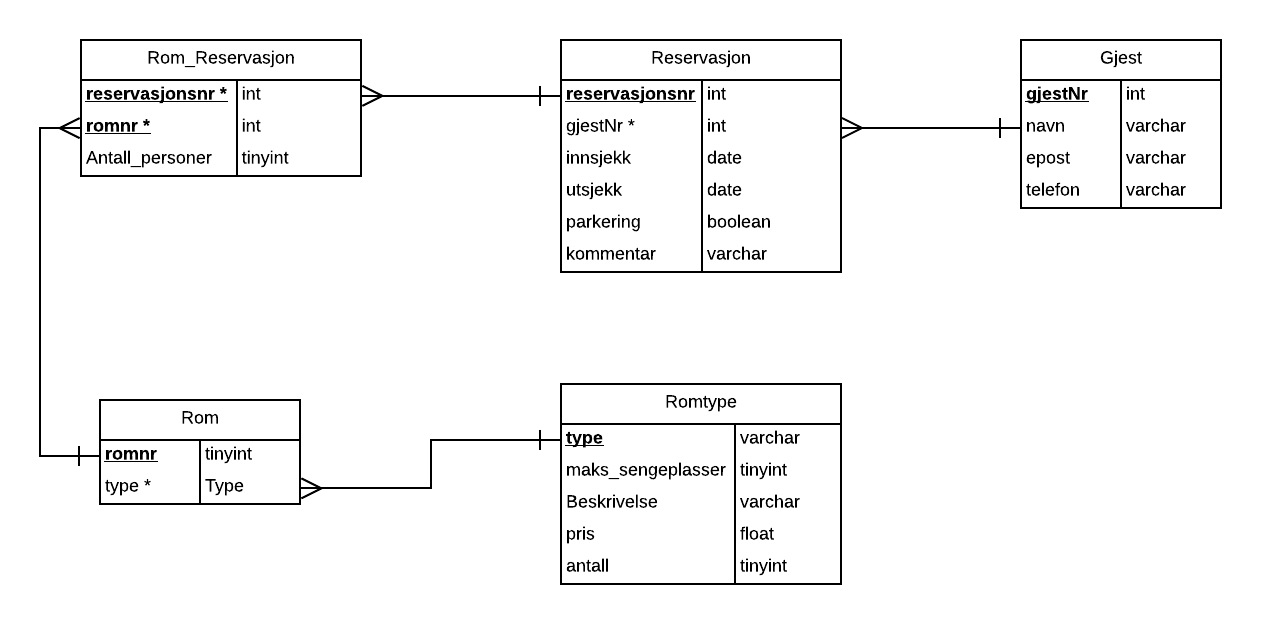 Rom_Reservasjon
reservasjonsnr * int
romnr * int
Antall_personer tinyint
Reservasjon
reservasjonsnr int
gjestNr * int
innsjekk date
utsjekk date
parkering boolean
kommentar varchar
Gjest
gjestNr int
navn varchar
epost varchar
telefon varchar
Rom
romnr tinyint
type * Type
Romtype
type varchar
maks_sengeplasser tinyint
Beskrivelse varchar
pris float
antall tinyint